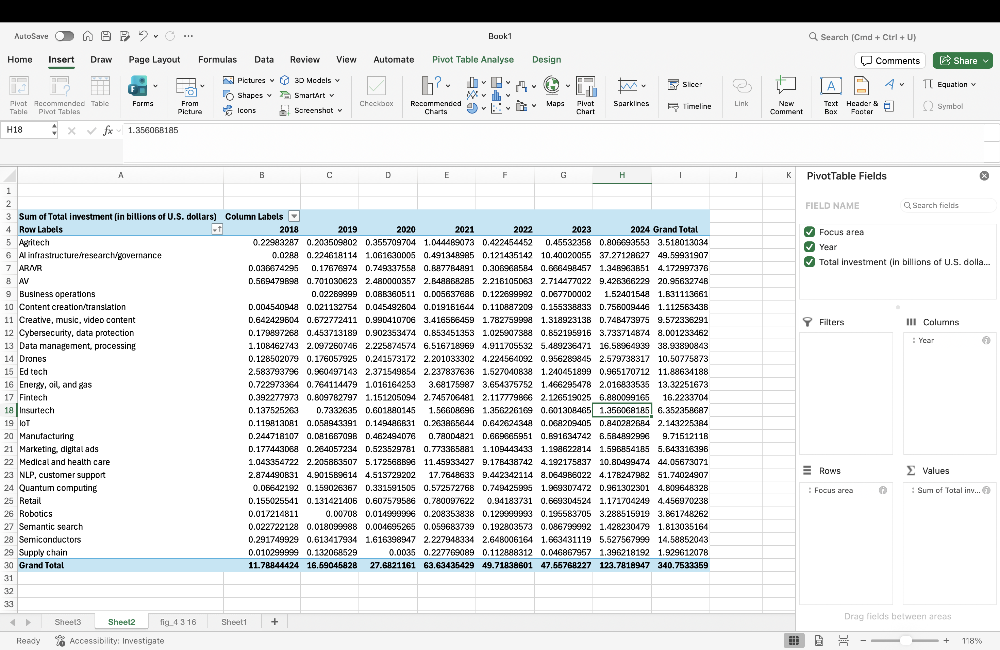 AutoSave
Book1
Search (Cmd + Ctrl + U)
Home Insert Draw Page Layout Formulas Data Review View Automate Pivot Table Analyse Design
Comments Share
Pivot Table
Recommended Pivot Tables
Table
Forms
From Picture
Pictures
Shapes
Icons
3D Models
SmartArt
Screenshot
Checkbox
Recommended Charts
Maps
Pivot Chart
Sparklines
Slicer
Timeline
Link
New Comment
Text Box
Header & Footer
Equation
Symbol
H18 fx 1.356068185
A B C D E F G H I J K
1
2
3 Sum of Total investment (in billions of U.S. dollars) Column Labels
4 Row Labels 2018 2019 2020 2021 2022 2023 2024 Grand Total
5 Agritech 0.22983287 0.203509802 0.355709704 1.044489073 0.422454452 0.45532358 0.806693553 3.518013034
6 AI infrastructure/research/governance 0.0288 0.224618114 1.061630005 0.491348985 0.121435142 10.40020055 37.27128627 49.59931907
7 AR/VR 0.036674295 0.17676974 0.749337558 0.887784891 0.306968584 0.666498457 1.348963851 4.172997376
8 AV 0.569479898 0.701030623 2.480000357 2.848868285 2.216105063 2.714477022 9.426366229 20.95632748
9 Business operations 0.02269999 0.088360511 0.005637686 0.122699992 0.067700002 1.52401548 1.831113661
10 Content creation/translation 0.004540948 0.021132754 0.045492604 0.019161644 0.110887209 0.155338833 0.756009446 1.112563438
11 Creative, music, video content 0.642429604 0.672772411 0.990410706 3.416566459 1.782759998 1.318923138 0.748473975 9.572336291
12 Cybersecurity, data protection 0.179897268 0.453713189 0.902353474 0.853451353 1.025907388 0.852195916 3.733714874 8.001233462
13 Data management, processing 1.108462743 2.097260746 2.225874574 6.516718969 4.911705532 5.489236471 16.58964939 38.93890843
14 Drones 0.128502079 0.176057925 0.241573172 2.201033302 4.224564092 0.956289845 2.579738317 10.50775873
15 Ed tech 2.583793796 0.960497143 2.371549854 2.237837636 1.527040838 1.240451899 0.965170712 11.88634188
16 Energy, oil, and gas 0.722973364 0.764114479 1.016164253 3.68175987 3.654375752 1.466295478 2.016833535 13.32251673
17 Fintech 0.392277973 0.809782797 1.151205094 2.745706481 2.117779866 2.126519025 6.880099165 16.2233704
18 Insurtech 0.137525263 0.7332635 0.601880145 1.56608696 1.356226169 0.601308465 1.356068185 6.352358687
19 IoT 0.119813081 0.058943391 0.149486831 0.263865644 0.642624348 0.068209405 0.840282684 2.143225384
20 Manufacturing 0.244718107 0.081667098 0.462494076 0.78004821 0.669665951 0.891634742 6.584892996 9.71512118
21 Marketing, digital ads 0.177443068 0.264057234 0.523529781 0.773365881 1.109443433 1.198622814 1.596854185 5.643316396
22 Medical and health care 1.043354722 2.205863507 5.172568896 11.45933427 9.178438742 4.192175837 10.80499474 44.05673071
23 NLP, customer support 2.874490831 4.901589614 4.513729202 17.7648633 9.442342114 8.064986022 4.178247982 51.74024907
24 Quantum computing 0.06642192 0.159026367 0.331591505 0.572572768 0.749425995 1.969307472 0.961302301 4.809648328
25 Retail 0.155025541 0.131421406 0.607579586 0.780097622 0.94183731 0.669304524 1.171704249 4.456970238
26 Robotics 0.017214811 0.00708 0.014999996 0.208353838 0.129999993 0.195583705 3.288515919 3.861748262
27 Semantic search 0.022722128 0.018099988 0.004695265 0.059683739 0.192803573 0.086799992 1.428230479 1.813035164
28 Semiconductors 0.291749929 0.613417934 1.616398947 2.227948334 2.648006164 1.663431119 5.527567999 14.58852043
29 Supply chain 0.010299999 0.132068529 0.0035 0.227769089 0.112888312 0.046867957 1.396218192 1.929612078
30 Grand Total 11.78844424 16.59045828 27.6821161 63.63435429 49.71838601 47.55768227 123.7818947 340.7533359
31
32
33
PivotTable Fields
FIELD NAME Search fields
Focus area
Year
Total investment (in billions of U.S. dolla...
Filters Columns
Year
Rows Values
Focus area Sum of Total inv...
Drag fields between areas
Sheet3 Sheet2 fig_4 3 16 Sheet1 +
Ready Accessibility: Investigate 118%